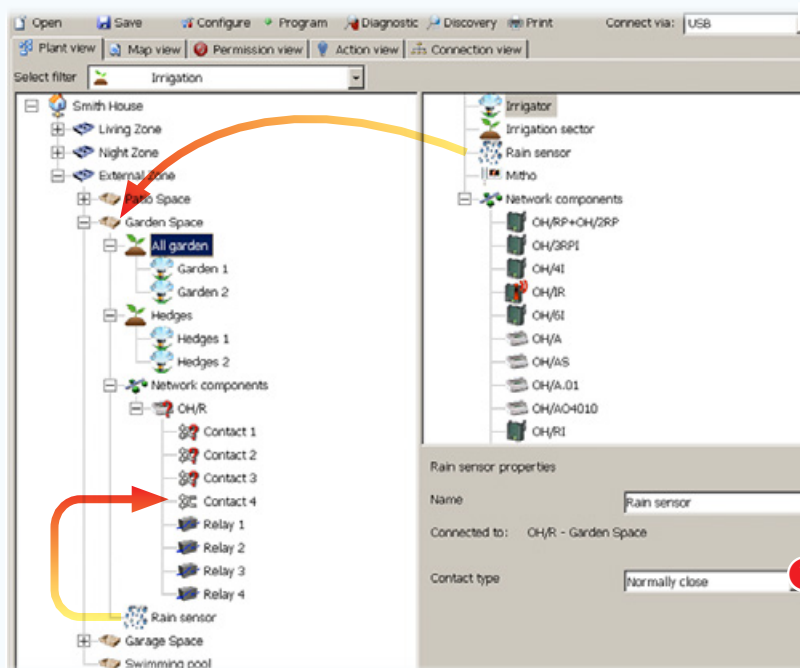 Open Save Configure Program Diagnostic Discovery Print Connect via: USB
Plant view Map view Permission view Action view Connection view
Select filter Irrigation
Smith House
Living Zone
Night Zone
External Zone
Patio Space
Garden Space
All garden
Garden 1
Garden 2
Hedges
Hedges 1
Hedges 2
Network components
OH/R
Contact 1
Contact 2
Contact 3
Contact 4
Relay 1
Relay 2
Relay 3
Relay 4
Rain sensor
Garage Space
Swimming pool
Irrigator
Irrigation sector
Rain sensor
Mitho
Network components
OH/RP+OH/2RP
OH/3RPI
OH/4I
OH/IR
OH/6I
OH/A
OH/AS
OH/A.01
OH/AO4010
OH/RI
Rain sensor properties
Name Rain sensor
Connected to: OH/R - Garden Space
Contact type Normally close